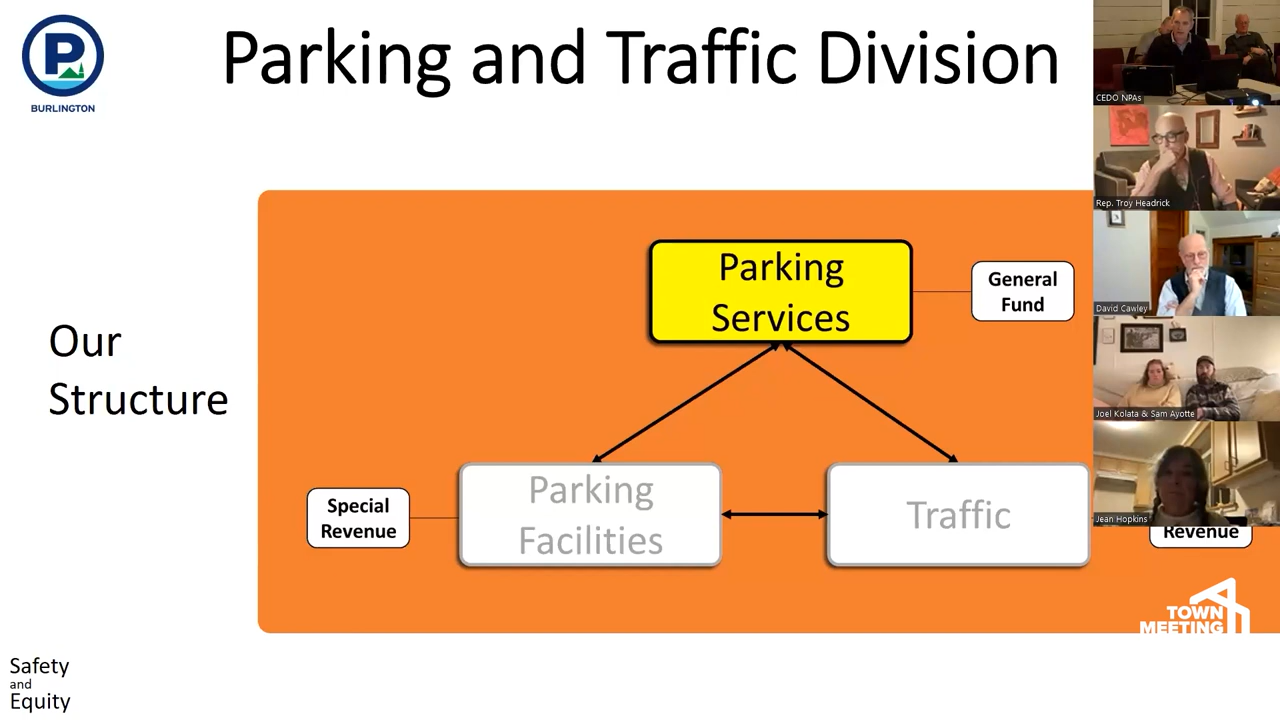 P
BURLINGTON
Parking and Traffic Division
CEDO NPAs
Rep. Troy Headrick
David Cawley
Joel Kolata & Sam Ayotte
Jean Hopkins
Our
Structure
Parking
Services
General
Fund
Special
Revenue
Parking
Facilities
Traffic
Revenue
TOWN
MEETING
Safety
and
Equity